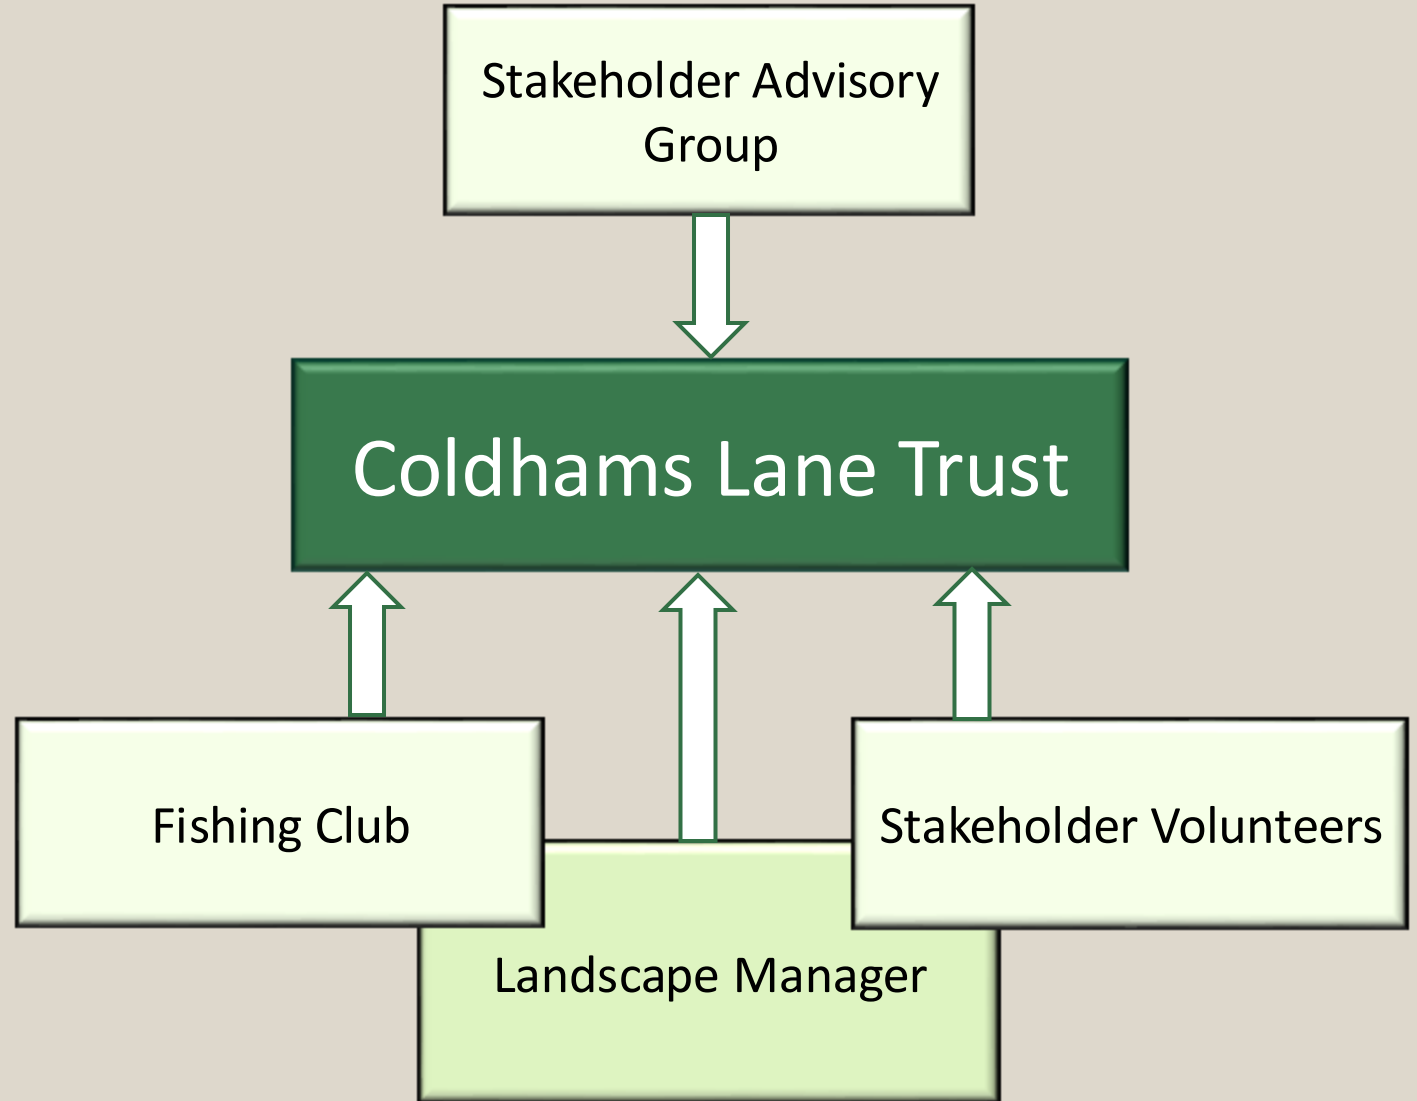 Stakeholder Advisory
Group
Coldhams Lane Trust
Fishing Club
Stakeholder Volunteers
Landscape Manager